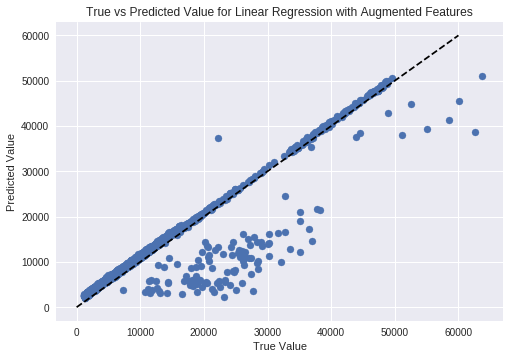 True vs Predicted Value for Linear Regression with Augmented Features
60000
50000
40000
30000
20000
10000
0
Predicted Value
0 10000 20000 30000 40000 50000 60000
True Value